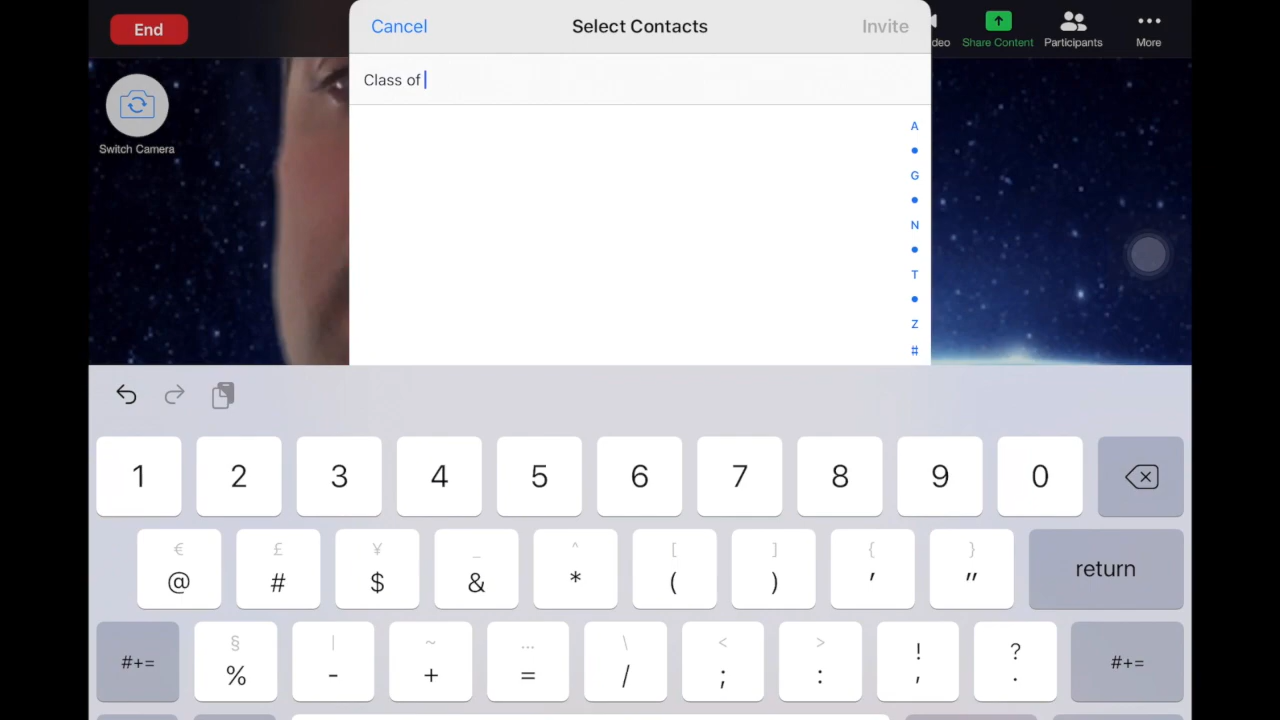 End
Cancel
Select Contacts
Invite
deo
Share Content
Participants
More
Class of
Switch Camera
A
G
N
T
Z
#
1 2 3 4 5 6 7 8 9 0
€ £ ¥ _ ^ [ ] { }
@ # $ & * ( ) ' "
return
§ | ~ … \ < > ! ?
#+= % - + = / ; : , . #+=